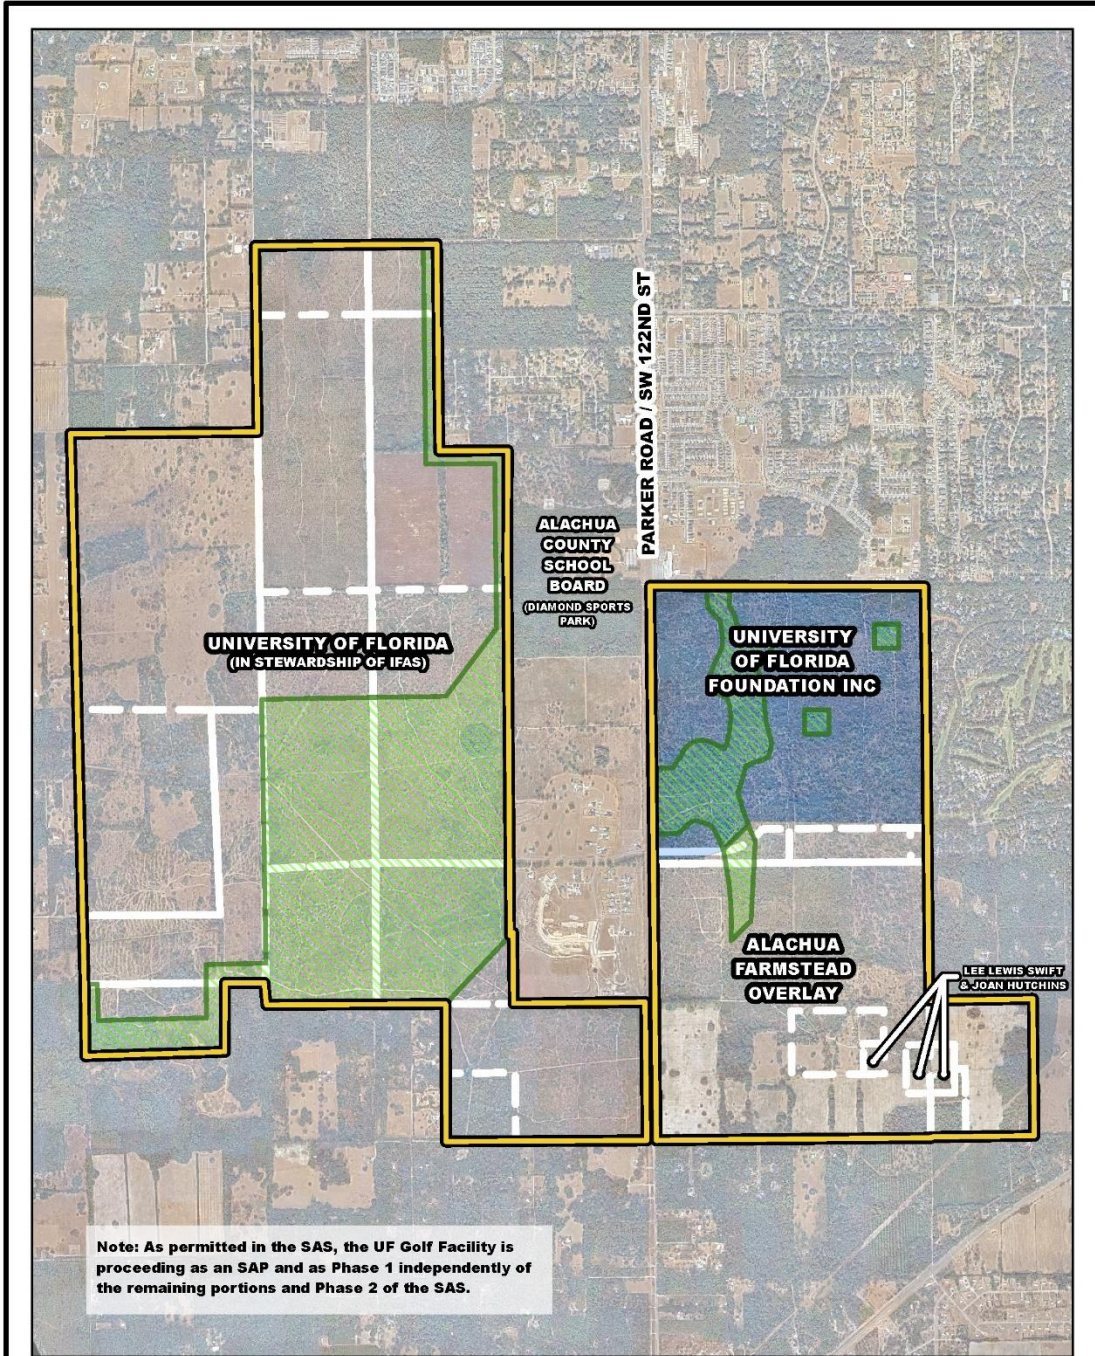 PARKER ROAD / SW 122ND ST
ALACHUA
COUNTY
SCHOOL
BOARD
(DIAMOND SPORTS
PARK)
UNIVERSITY OF FLORIDA
(IN STEWARDSHIP OF IFAS)
UNIVERSITY
OF FLORIDA
FOUNDATION INC
ALACHUA
FARMSTEAD
OVERLAY
LEE LEWIS SWIFT
& JOAN HUTCHINS
Note: As permitted in the SAS, the UF Golf Facility is
proceeding as an SAP and as Phase 1 independently of
the remaining portions and Phase 2 of the SAS.